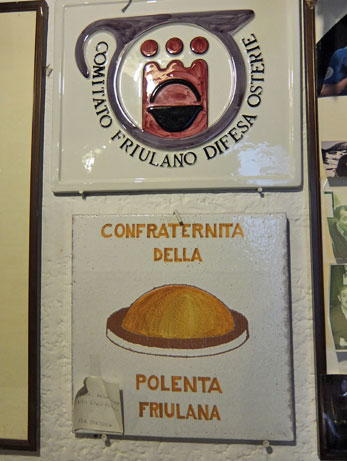 COMITATO FRIULANO DIFESA OSTERIE
CONFRATERNITA
DELLA
POLENTA
FRIULANA